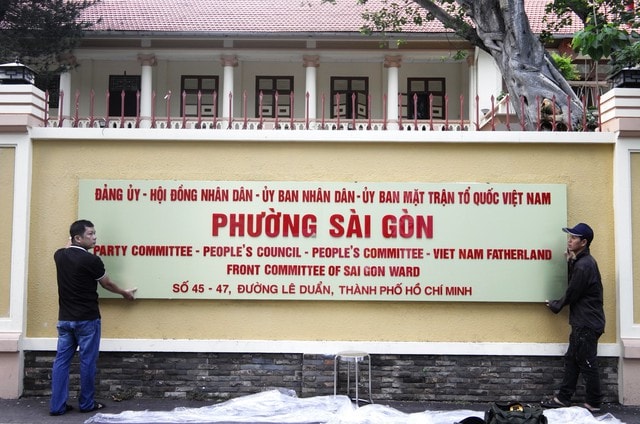 ĐẢNG ỦY - HỘI ĐỒNG NHÂN DÂN - ỦY BAN NHÂN DÂN - ỦY BAN MẶT TRẬN TỔ QUỐC VIỆT NAM
PHƯỜNG SÀI GÒN
PARTY COMMITTEE - PEOPLE'S COUNCIL - PEOPLE'S COMMITTEE - VIET NAM FATHERLAND
FRONT COMMITTEE OF SAI GON WARD
SỐ 45 - 47, ĐƯỜNG LÊ DUẨN, THÀNH PHỐ HỒ CHÍ MINH